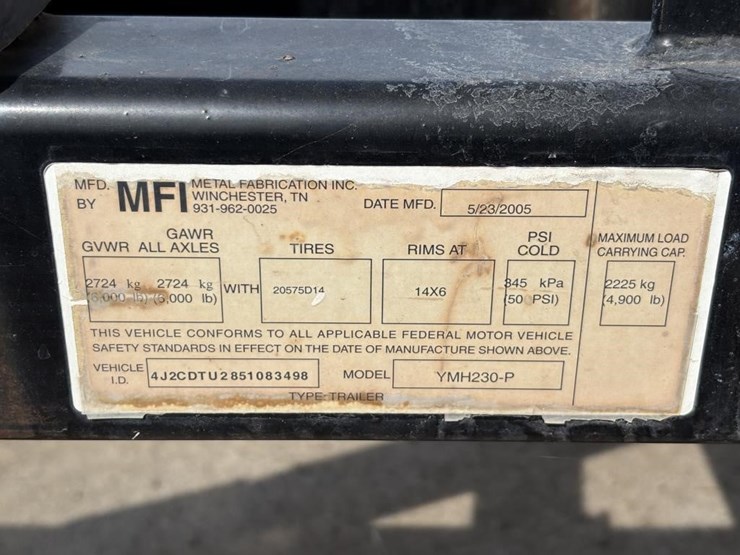 MFD. BY MFI METAL FABRICATION INC.
WINCHESTER, TN
931-962-0025
DATE MFD. 5/23/2005
GVWR GAWR ALL AXLES
2724 kg 2724 kg
(6,000 lb) (6,000 lb)
WITH
TIRES
20575D14
RIMS AT
14X6
PSI COLD
345 kPa
(50 PSI)
MAXIMUM LOAD
CARRYING CAP.
2225 kg
(4,900 lb)
THIS VEHICLE CONFORMS TO ALL APPLICABLE FEDERAL MOTOR VEHICLE
SAFETY STANDARDS IN EFFECT ON THE DATE OF MANUFACTURE SHOWN ABOVE.
VEHICLE I.D. 4J2CDTU2851083498 MODEL YMH230-P
TYPE: TRAILER